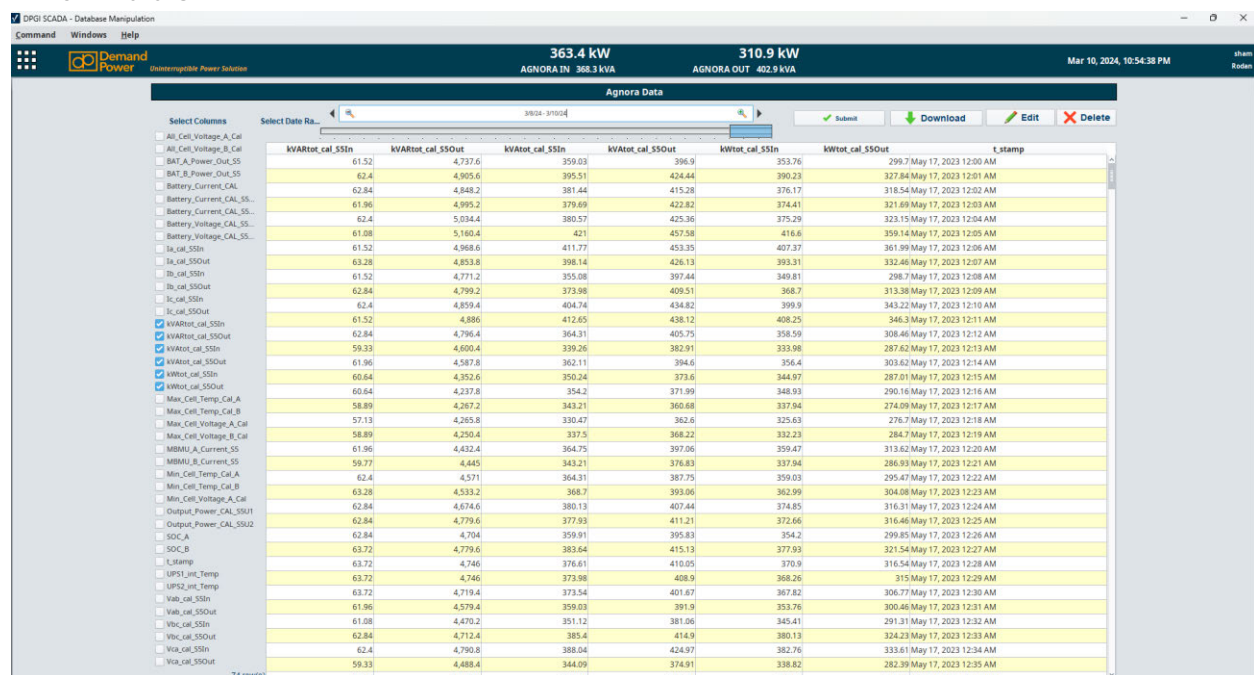 DPGI SCADA - Database Manipulation
Command Windows Help
Demand Power
Uninterruptible Power Solution
363.4 kW
AGNORA IN 368.3 kVA
310.9 kW
AGNORA OUT 402.9 kVA
Mar 10, 2024, 10:54:38 PM
sham
Rodan
Agnora Data
Select Columns
Select Date Ra...
3/8/24 - 3/10/24
Submit
Download
Edit
Delete
All_Cell_Voltage_A_Cal
All_Cell_Voltage_B_Cal
BAT_A_Power_Out_S5
BAT_B_Power_Out_S5
Battery_Current_CAL
Battery_Current_CAL_S5...
Battery_Current_CAL_S5...
Battery_Voltage_CAL_S5...
Battery_Voltage_CAL_S5...
Ia_cal_S5In
Ia_cal_S5Out
Ib_cal_S5In
Ib_cal_S5Out
Ic_cal_S5In
Ic_cal_S5Out
kVARtot_cal_S5In
kVARtot_cal_S5Out
kVAtot_cal_S5In
kVAtot_cal_S5Out
kWtot_cal_S5In
kWtot_cal_S5Out
Max_Cell_Temp_Cal_A
Max_Cell_Temp_Cal_B
Max_Cell_Voltage_A_Cal
Max_Cell_Voltage_B_Cal
MBMU_A_Current_S5
MBMU_B_Current_S5
Min_Cell_Temp_Cal_A
Min_Cell_Temp_Cal_B
Min_Cell_Voltage_A_Cal
Output_Power_CAL_S5U1
Output_Power_CAL_S5U2
SOC_A
SOC_B
t_stamp
UPS1_int_Temp
UPS2_int_Temp
Vab_cal_S5In
Vab_cal_S5Out
Vbc_cal_S5In
Vbc_cal_S5Out
Vca_cal_S5In
Vca_cal_S5Out
kVARtot_cal_S5In kVARtot_cal_S5Out kVAtot_cal_S5In kVAtot_cal_S5Out kWtot_cal_S5In kWtot_cal_S5Out t_stamp
61.52 4,737.6 359.03 396.9 353.76 299.7 May 17, 2023 12:00 AM
62.4 4,905.6 395.51 424.44 390.23 327.84 May 17, 2023 12:01 AM
62.84 4,848.2 381.44 415.28 376.17 318.54 May 17, 2023 12:02 AM
61.96 4,995.2 379.69 422.82 374.41 321.69 May 17, 2023 12:03 AM
62.4 5,034.4 380.57 425.36 375.29 323.15 May 17, 2023 12:04 AM
61.08 5,160.4 421 457.58 416.6 359.14 May 17, 2023 12:05 AM
61.52 4,968.6 411.77 453.35 407.37 361.99 May 17, 2023 12:06 AM
63.28 4,853.8 398.14 426.13 393.31 332.46 May 17, 2023 12:07 AM
61.52 4,771.2 355.08 397.44 349.81 298.7 May 17, 2023 12:08 AM
62.84 4,799.2 373.98 409.51 368.7 313.38 May 17, 2023 12:09 AM
62.4 4,859.4 404.74 434.82 399.9 343.22 May 17, 2023 12:10 AM
61.52 4,886 412.65 438.12 408.25 346.3 May 17, 2023 12:11 AM
62.84 4,796.4 364.31 405.75 358.59 308.46 May 17, 2023 12:12 AM
59.33 4,600.4 339.26 382.91 333.98 287.62 May 17, 2023 12:13 AM
61.96 4,587.8 362.11 394.6 356.4 303.62 May 17, 2023 12:14 AM
60.64 4,352.6 350.24 373.6 344.97 287.01 May 17, 2023 12:15 AM
60.64 4,237.8 354.2 371.99 348.93 290.16 May 17, 2023 12:16 AM
58.89 4,267.2 343.21 360.68 337.94 274.09 May 17, 2023 12:17 AM
57.13 4,265.8 330.47 362.6 325.63 276.7 May 17, 2023 12:18 AM
58.89 4,250.4 337.5 368.22 332.23 284.7 May 17, 2023 12:19 AM
61.96 4,432.4 364.75 397.06 359.47 313.62 May 17, 2023 12:20 AM
59.77 4,445 343.21 376.83 337.94 286.93 May 17, 2023 12:21 AM
62.4 4,571 364.31 387.75 359.03 295.47 May 17, 2023 12:22 AM
63.28 4,533.2 368.7 393.06 362.99 304.08 May 17, 2023 12:23 AM
62.84 4,674.6 380.13 407.44 374.85 316.31 May 17, 2023 12:24 AM
62.84 4,779.6 377.93 411.21 372.66 316.46 May 17, 2023 12:25 AM
62.84 4,704 359.91 395.83 354.2 299.85 May 17, 2023 12:26 AM
63.72 4,779.6 383.64 415.13 377.93 321.54 May 17, 2023 12:27 AM
63.72 4,746 376.61 410.05 370.9 316.54 May 17, 2023 12:28 AM
63.72 4,746 373.98 408.9 368.26 315 May 17, 2023 12:29 AM
63.72 4,719.4 373.54 401.67 367.82 306.77 May 17, 2023 12:30 AM
61.96 4,579.4 359.03 391.9 353.76 300.46 May 17, 2023 12:31 AM
61.08 4,470.2 351.12 381.06 345.41 291.31 May 17, 2023 12:32 AM
62.84 4,712.4 385.4 414.9 380.13 324.23 May 17, 2023 12:33 AM
62.4 4,790.8 388.04 424.97 382.76 333.61 May 17, 2023 12:34 AM
59.33 4,488.4 344.09 374.91 338.82 282.39 May 17, 2023 12:35 AM